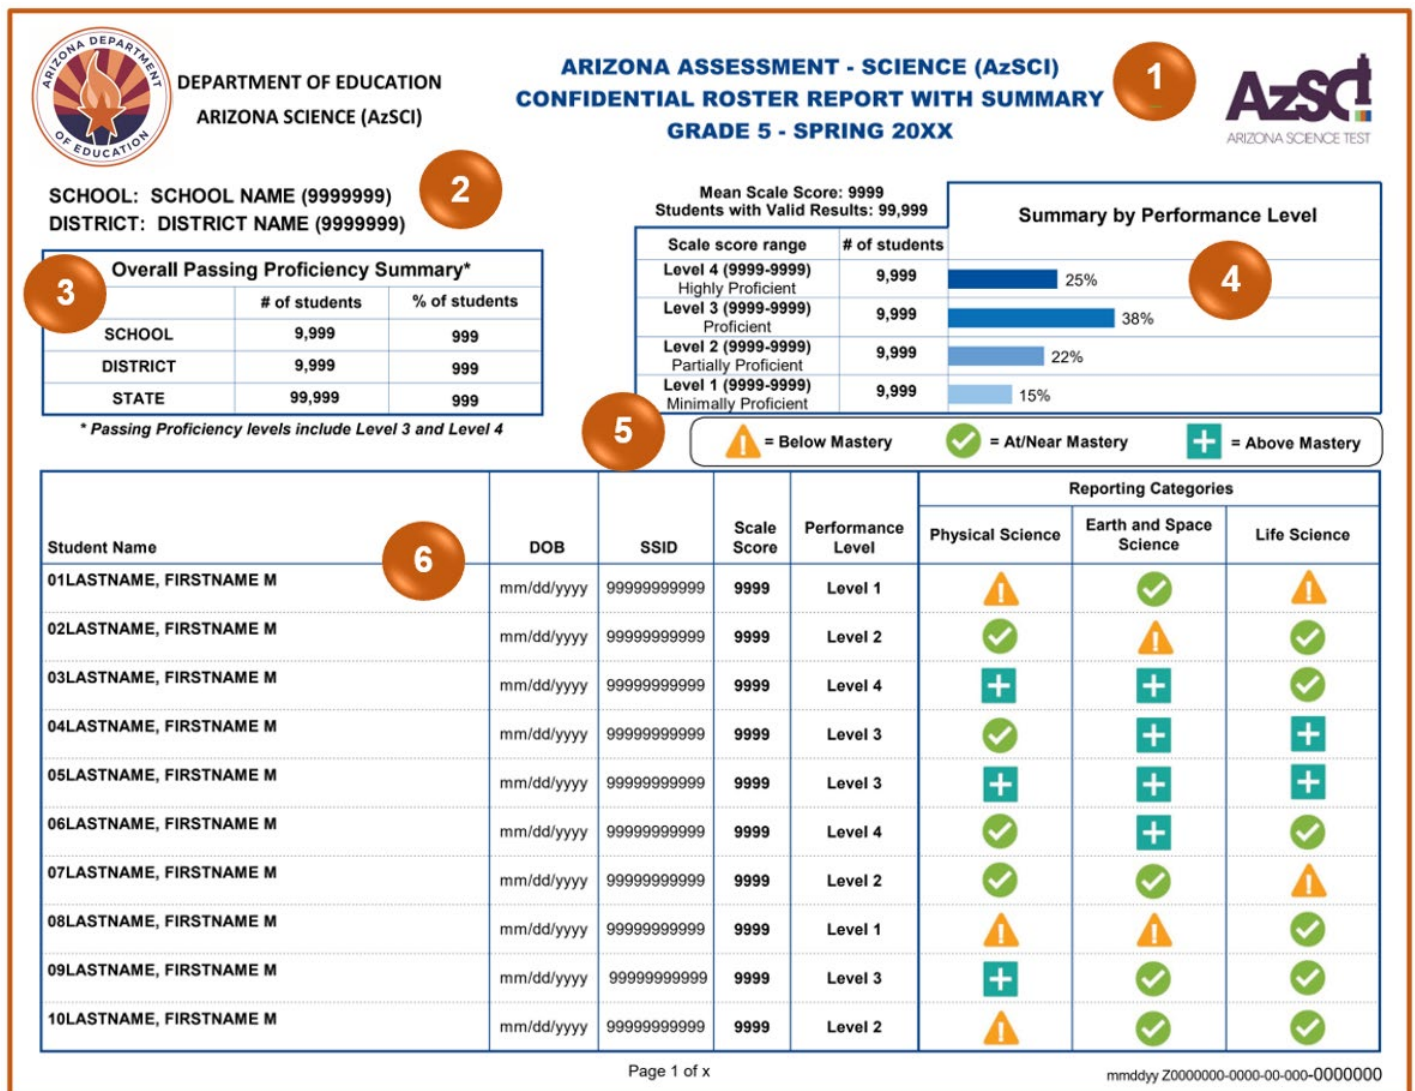 ARIZONA DEPARTMENT
OF EDUCATION
DEPARTMENT OF EDUCATION
ARIZONA SCIENCE (AzSCI)
ARIZONA ASSESSMENT - SCIENCE (AzSCI)
CONFIDENTIAL ROSTER REPORT WITH SUMMARY
GRADE 5 - SPRING 20XX
1
AzSCI
ARIZONA SCIENCE TEST
SCHOOL: SCHOOL NAME (9999999)
DISTRICT: DISTRICT NAME (9999999)
2
3
Overall Passing Proficiency Summary*
# of students % of students
SCHOOL 9,999 999
DISTRICT 9,999 999
STATE 99,999 999
* Passing Proficiency levels include Level 3 and Level 4
Mean Scale Score: 9999
Students with Valid Results: 99,999
Summary by Performance Level
Scale score range # of students
4
Level 4 (9999-9999)
Highly Proficient
9,999 25%
Level 3 (9999-9999)
Proficient
9,999 38%
Level 2 (9999-9999)
Partially Proficient
9,999 22%
Level 1 (9999-9999)
Minimally Proficient
9,999 15%
5
= Below Mastery = At/Near Mastery = Above Mastery
Reporting Categories
Student Name DOB SSID Scale Score Performance Level Physical Science Earth and Space Science Life Science
6
01LASTNAME, FIRSTNAME M mm/dd/yyyy 99999999999 9999 Level 1
02LASTNAME, FIRSTNAME M mm/dd/yyyy 99999999999 9999 Level 2
03LASTNAME, FIRSTNAME M mm/dd/yyyy 99999999999 9999 Level 4
04LASTNAME, FIRSTNAME M mm/dd/yyyy 99999999999 9999 Level 3
05LASTNAME, FIRSTNAME M mm/dd/yyyy 99999999999 9999 Level 3
06LASTNAME, FIRSTNAME M mm/dd/yyyy 99999999999 9999 Level 4
07LASTNAME, FIRSTNAME M mm/dd/yyyy 99999999999 9999 Level 2
08LASTNAME, FIRSTNAME M mm/dd/yyyy 99999999999 9999 Level 1
09LASTNAME, FIRSTNAME M mm/dd/yyyy 99999999999 9999 Level 3
10LASTNAME, FIRSTNAME M mm/dd/yyyy 99999999999 9999 Level 2
Page 1 of x
mmddyy Z0000000-0000-00-000-0000000